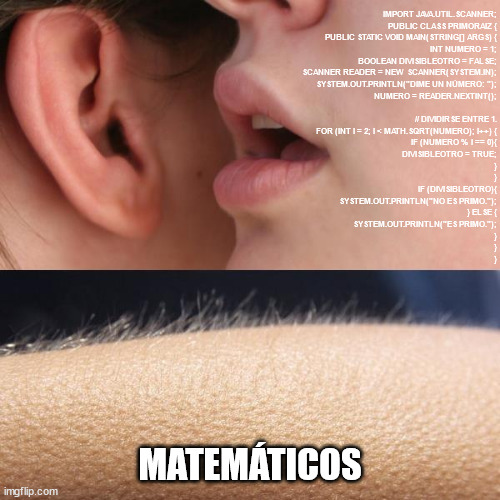 IMPORT JAVA.UTIL.SCANNER;
PUBLIC CLASS PRIMORAIZ {
PUBLIC STATIC VOID MAIN(STRING[] ARGS) {
INT NUMERO = 1;
BOOLEAN DIVISIBLEOTRO = FALSE;
SCANNER READER = NEW SCANNER(SYSTEM.IN);
SYSTEM.OUT.PRINTLN("DIME UN NÚMERO: ");
NUMERO = READER.NEXTINT();
// DIVIDIRSE ENTRE 1.
FOR (INT I = 2; I < MATH.SQRT(NUMERO); I++) {
IF (NUMERO % I == 0){
DIVISIBLEOTRO = TRUE;
}
}
IF (DIVISIBLEOTRO){
SYSTEM.OUT.PRINTLN("NO ES PRIMO.");
} ELSE {
SYSTEM.OUT.PRINTLN("ES PRIMO.");
}
}
}
MATEMÁTICOS
imgflip.com